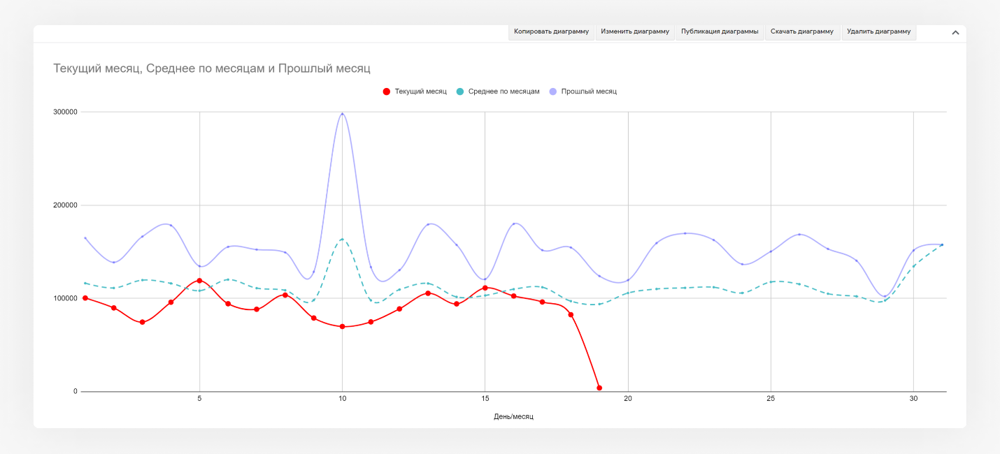 Копировать диаграмму Изменить диаграмму Публикация диаграммы Скачать диаграмму Удалить диаграмму
Текущий месяц, Среднее по месяцам и Прошлый месяц
Текущий месяц Среднее по месяцам Прошлый месяц
300000
200000
100000
0
5 10 15 20 25 30
День/месяц